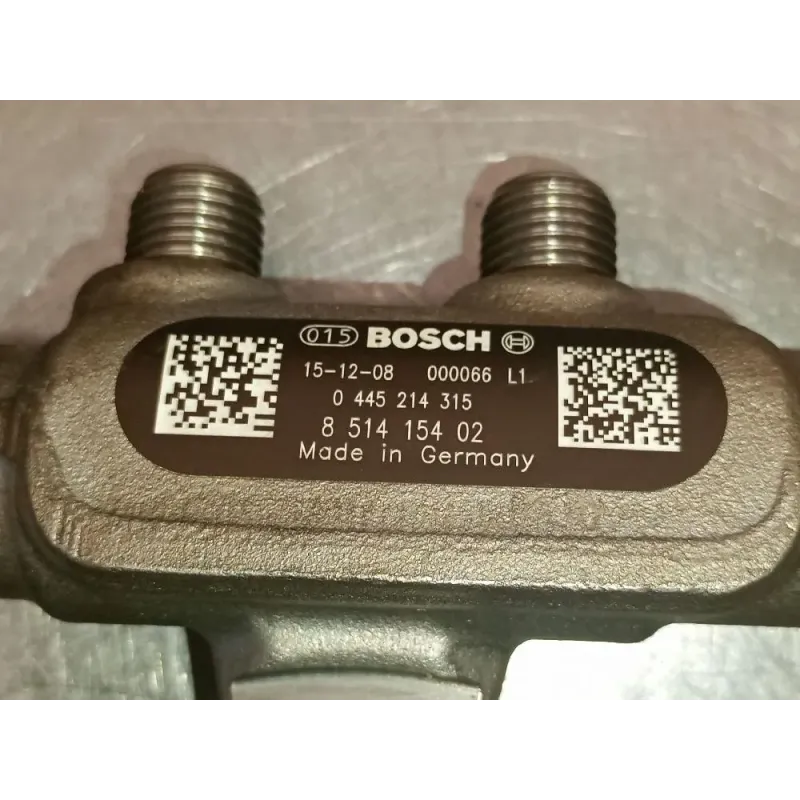 015 BOSCH
15-12-08 000066 L1
0 445 214 315
8 514 154 02
Made in Germany